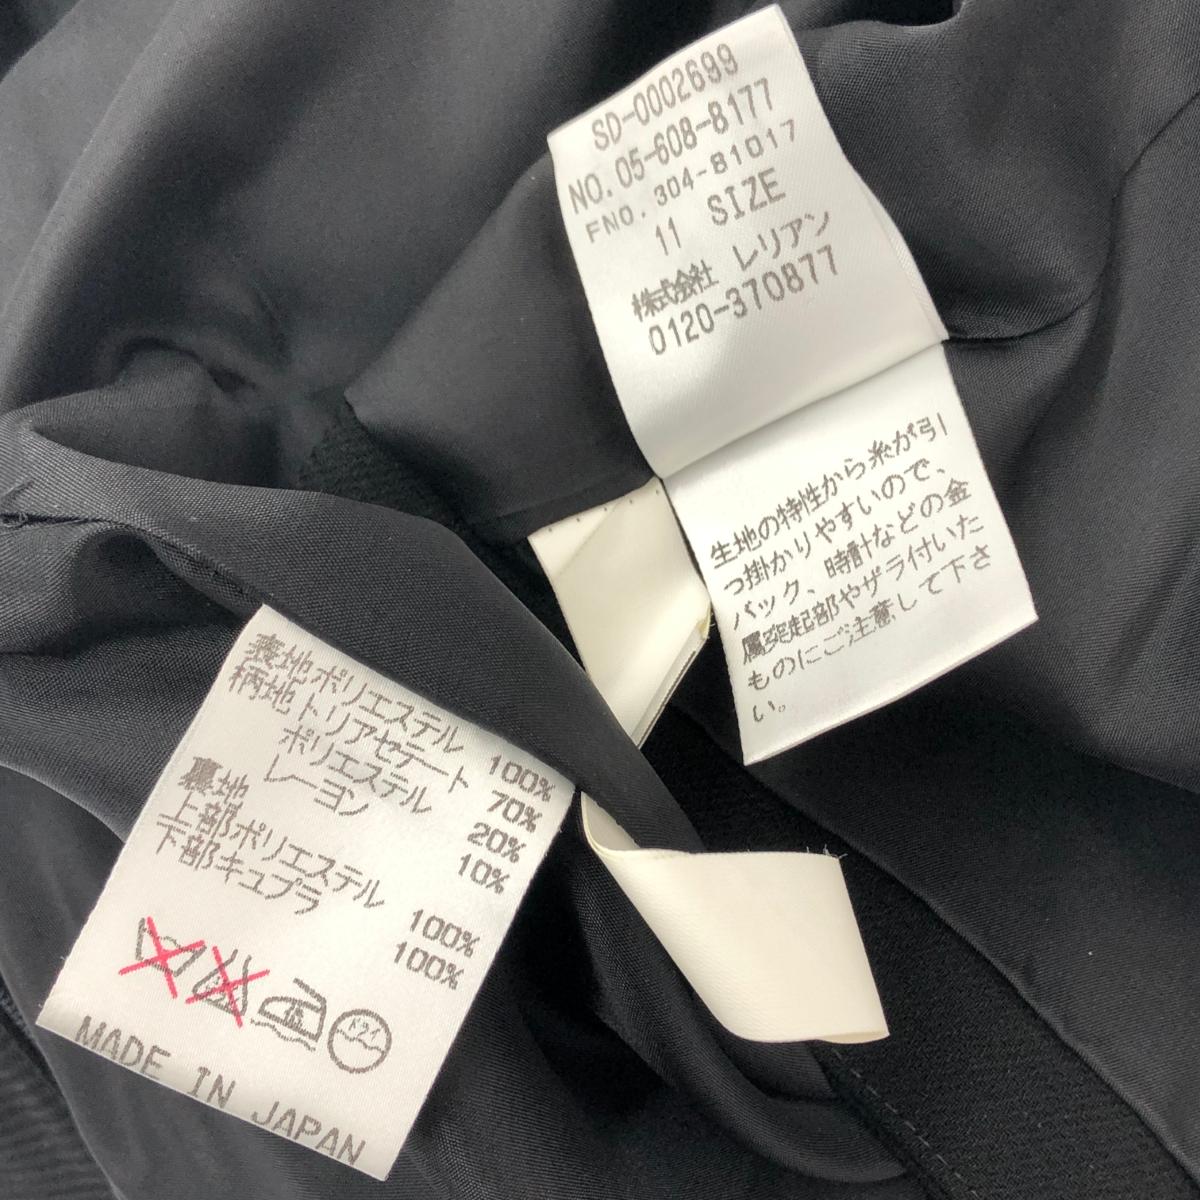 SD-0002699
NO. 05-608-8177
FNO. 304-81017
11 SIZE
株式会社 レリアン
0120-370877
生地の特性から糸が引
っ掛かりやすいので、
バック、時計などの金
属突起部やザラ付いた
ものにご注意して下さ
い。
表地ポリエステル 100%
柄地トリアセテート 70%
ポリエステル 20%
レーヨン 10%
裏地
上部ポリエステル 100%
下部キュプラ 100%
ドライ
MADE IN JAPAN